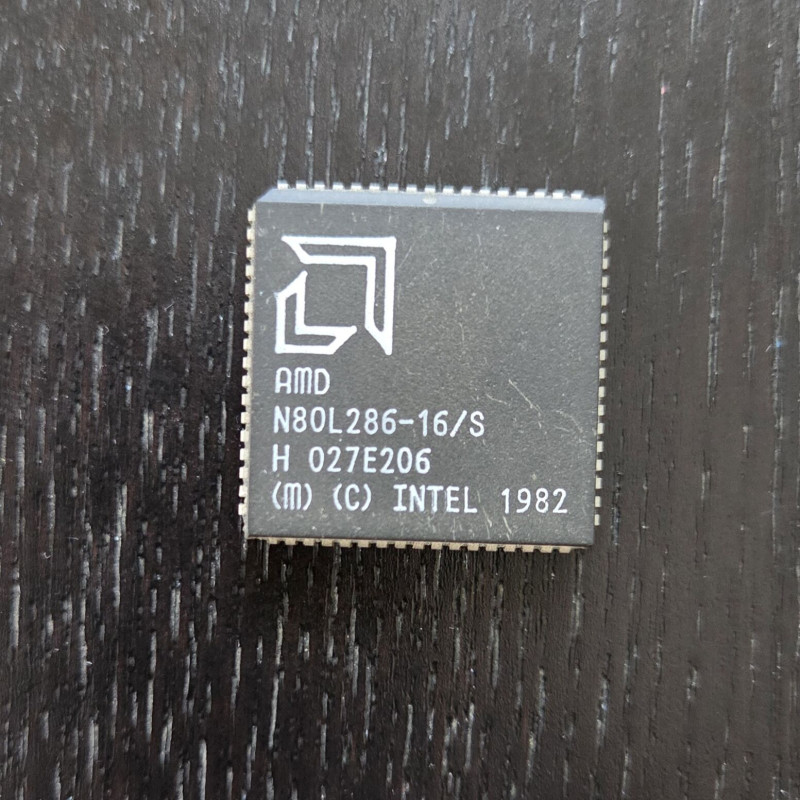 AMD
N80L286-16/S
H 027E206
(M) (C) INTEL 1982